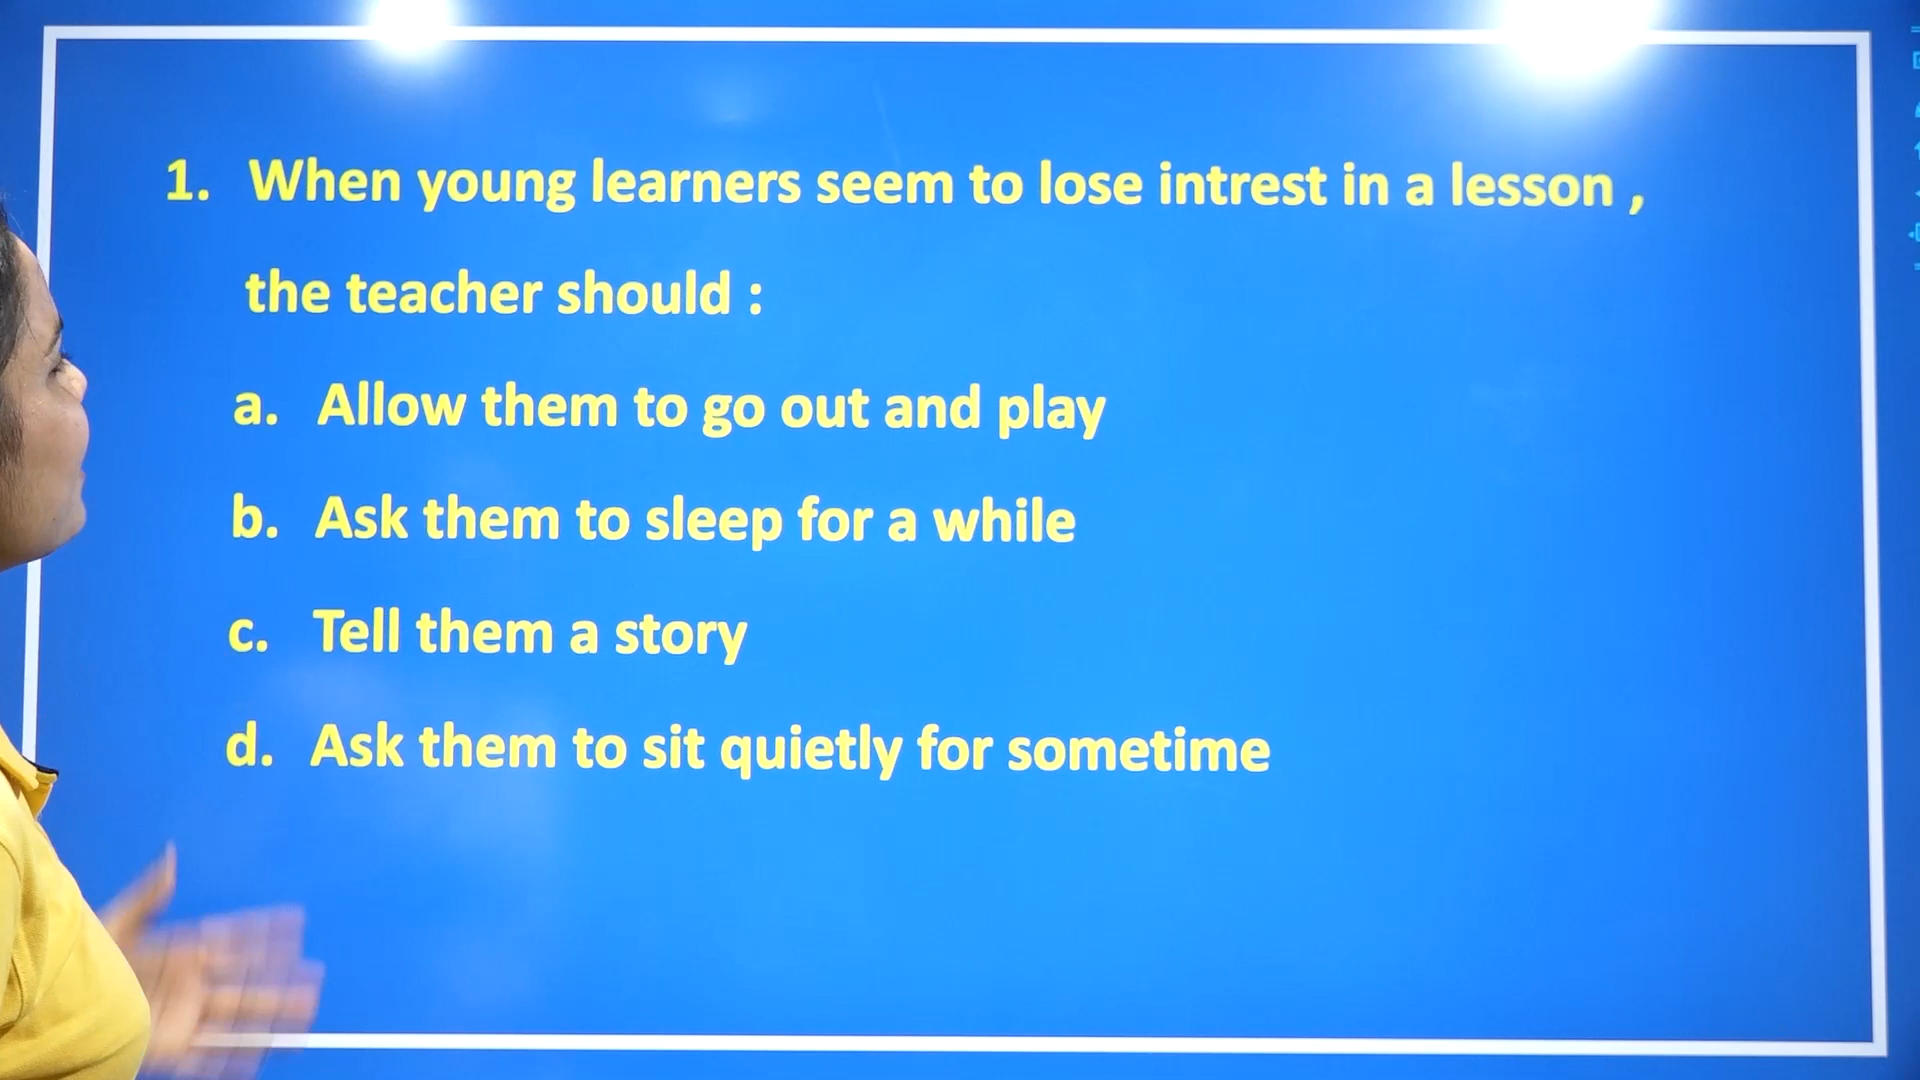 1. When young learners seem to lose intrest in a lesson ,
the teacher should :
a. Allow them to go out and play
b. Ask them to sleep for a while
c. Tell them a story
d. Ask them to sit quietly for sometime